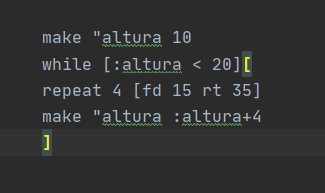 make "altura 10
while [:altura < 20][
repeat 4 [fd 15 rt 35]
make "altura :altura+4
]